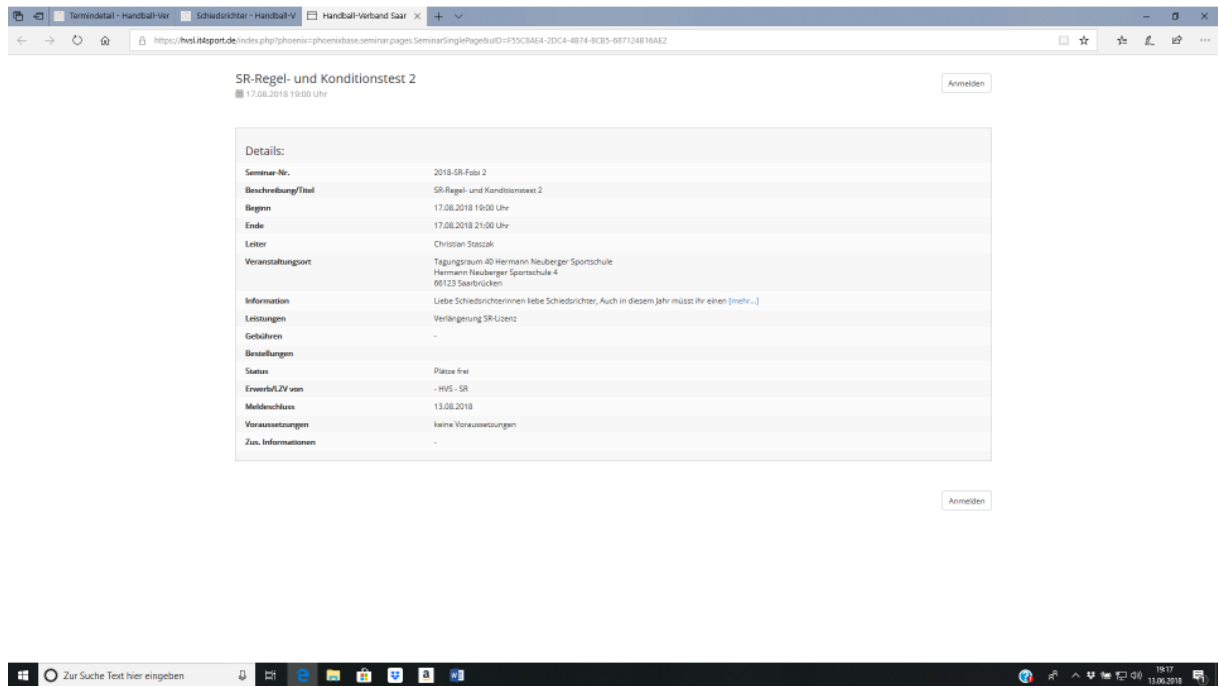 Termindetail - Handball-Ver
Schiedsrichter - Handball-V
Handball-Verband Saar
https://hvsl.it4sport.de/index.php?phoenix=phoenixbase.seminar.pages.SeminarSinglePage&uID=F55C8AE4-2DC4-4B74-8CB5-687124B16AE2
SR-Regel- und Konditionstest 2
17.08.2018 19:00 Uhr
Anmelden
Details:
Seminar-Nr. 2018-SR-Fobi 2
Beschreibung/Titel SR-Regel- und Konditionstest 2
Beginn 17.08.2018 19:00 Uhr
Ende 17.08.2018 21:00 Uhr
Leiter Christian Staszak
Veranstaltungsort Tagungsraum 40 Hermann Neuberger Sportschule
Hermann Neuberger Sportschule 4
66123 Saarbrücken
Information Liebe Schiedsrichterinnen liebe Schiedsrichter, Auch in diesem Jahr müsst ihr einen [mehr...]
Leistungen Verlängerung SR-Lizenz
Gebühren -
Bestellungen
Status Plätze frei
Erwerb/LZV von - HVS - SR
Meldeschluss 13.08.2018
Voraussetzungen keine Voraussetzungen
Zus. Informationen -
Anmelden
Zur Suche Text hier eingeben
19:17
13.06.2018